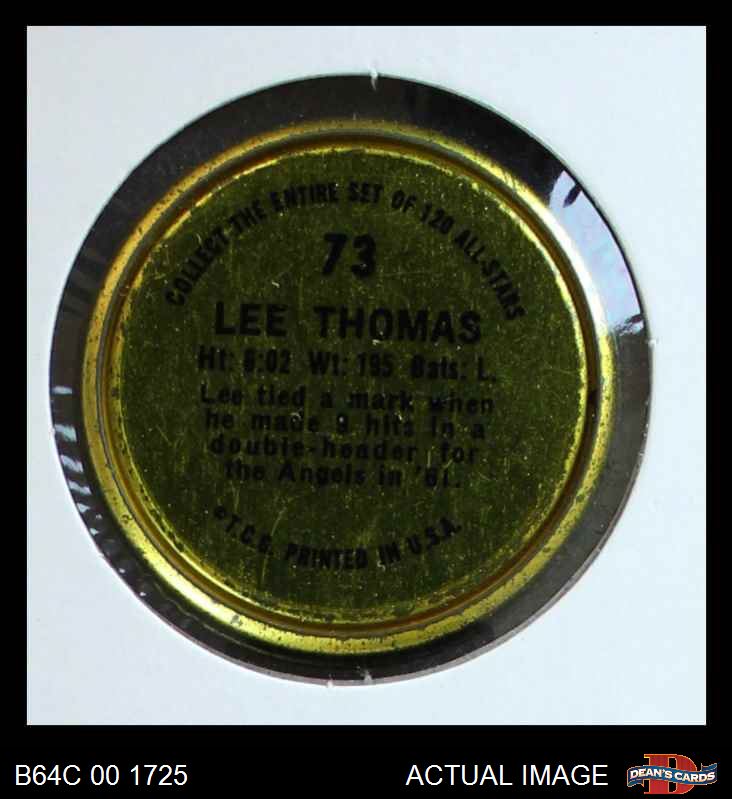 COLLECT THE ENTIRE SET OF 120 ALL-STARS
73
LEE THOMAS
Ht: 6:02 Wt: 195 Bats: L.
Lee tied a mark when
he made 9 hits in a
double-header for
the Angels in '61.
©T.C.G. PRINTED IN U.S.A.
B64C 00 1725
ACTUAL IMAGE
D
DEAN'S CARDS